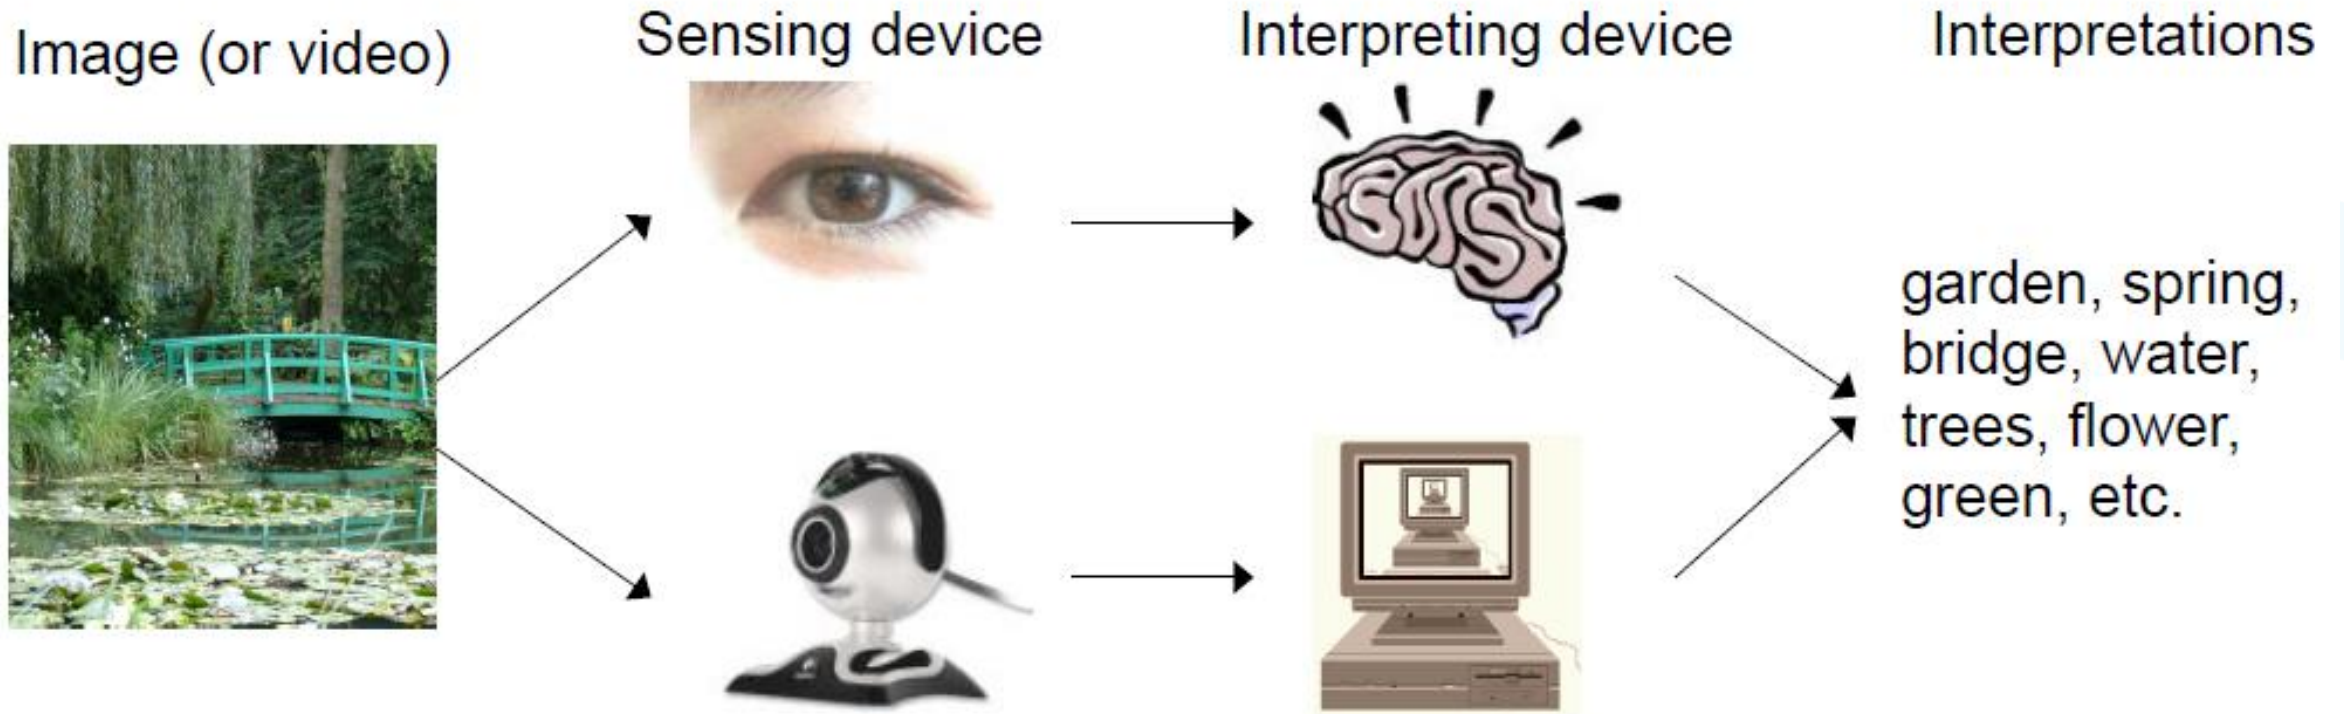 Image (or video)
Sensing device
Interpreting device
Interpretations
garden, spring,
bridge, water,
trees, flower,
green, etc.